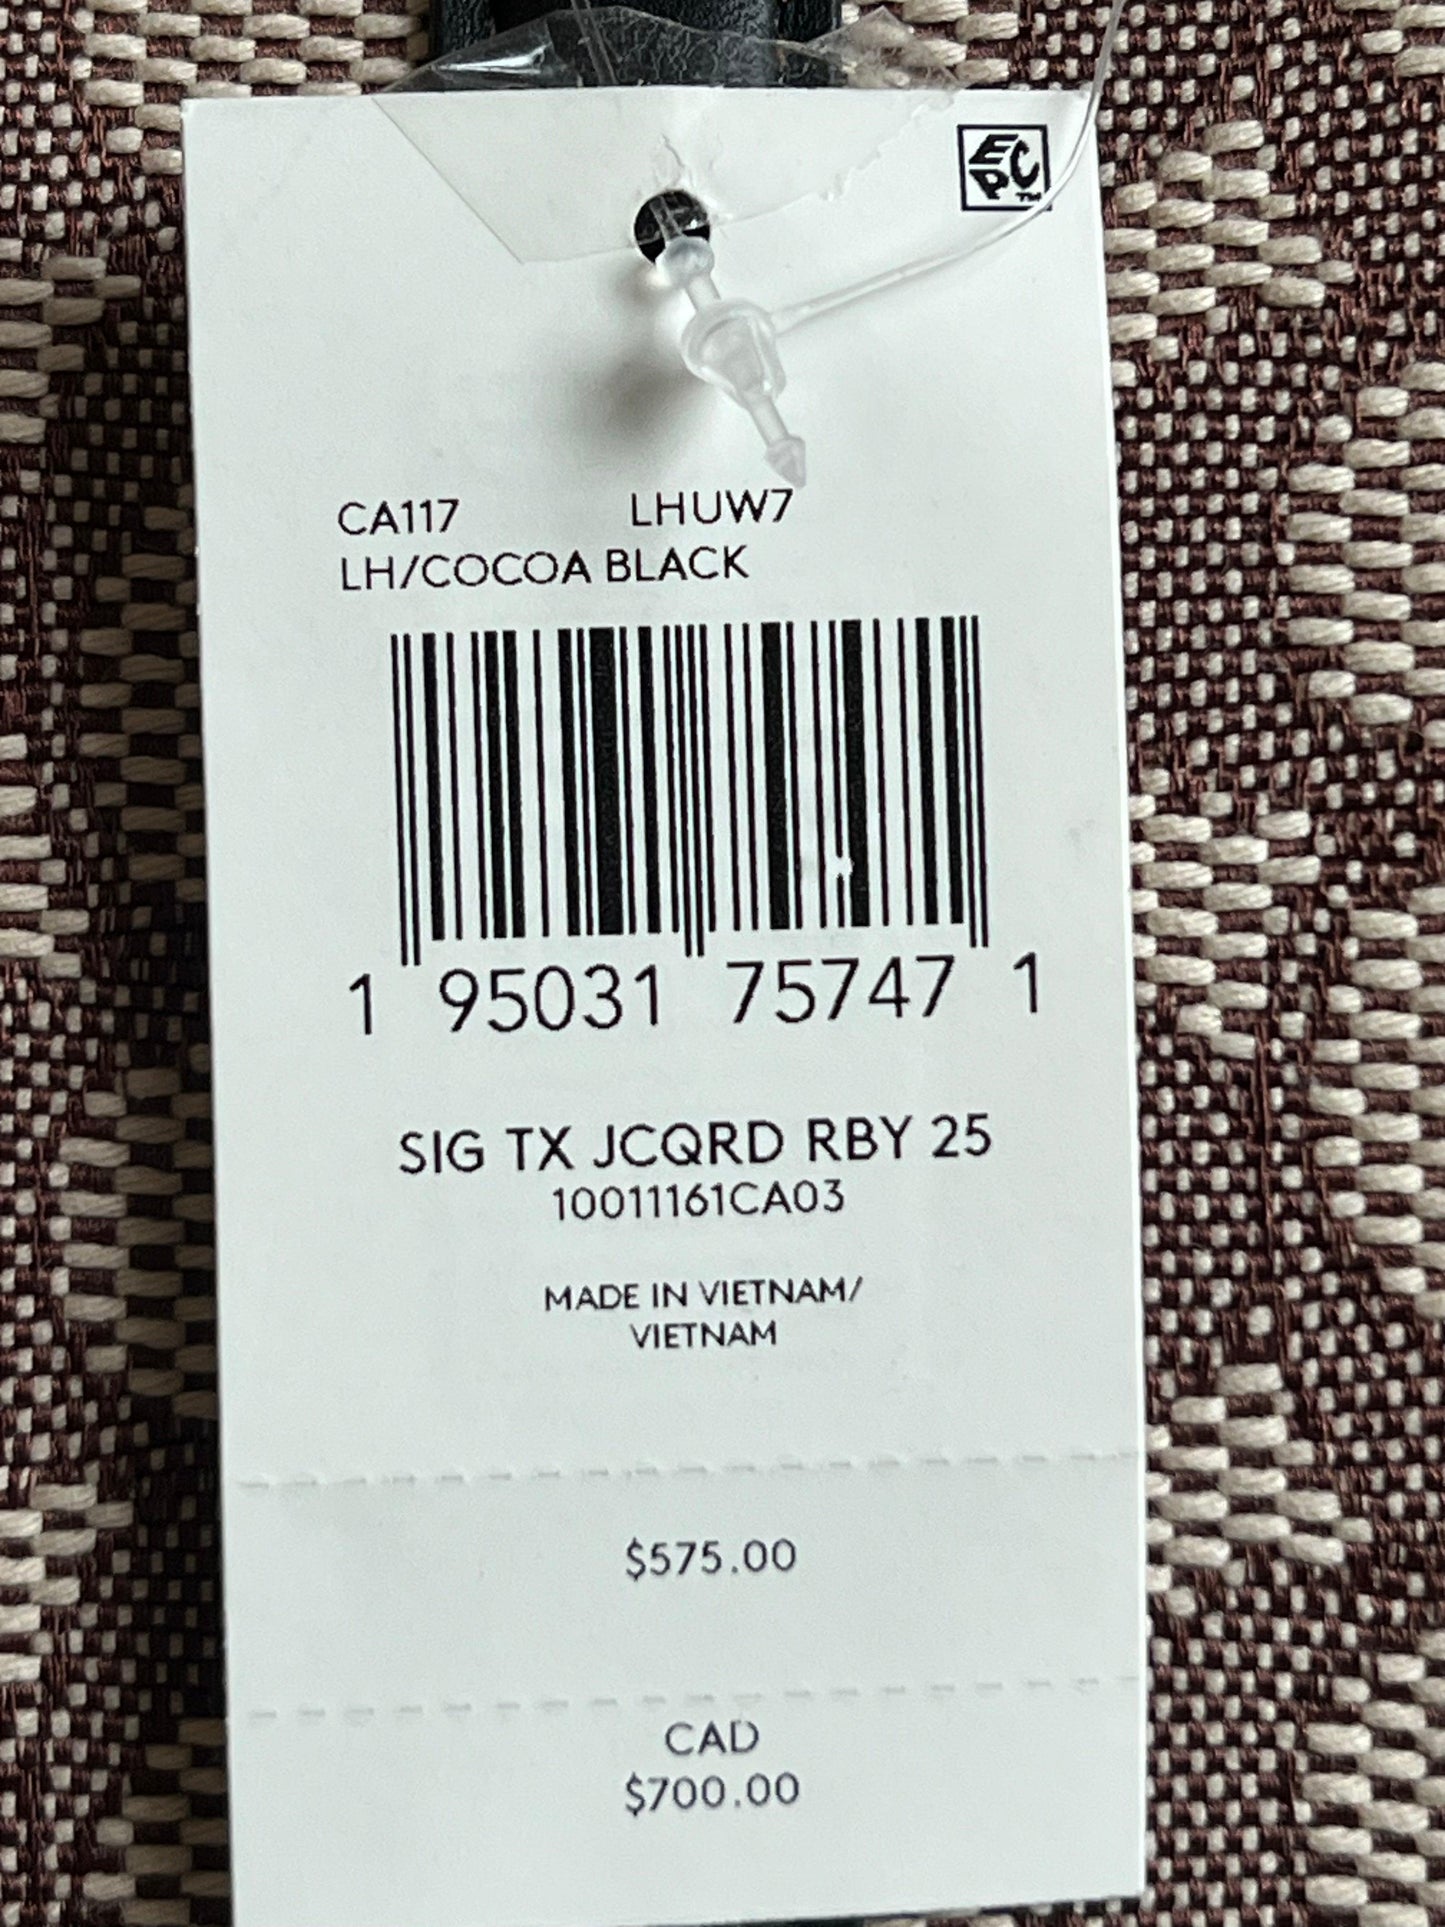 EPC™
CA117 LHUW7
LH/COCOA BLACK
1 95031 75747 1
SIG TX JCQRD RBY 25
10011161CA03
MADE IN VIETNAM/
VIETNAM
$575.00
CAD
$700.00